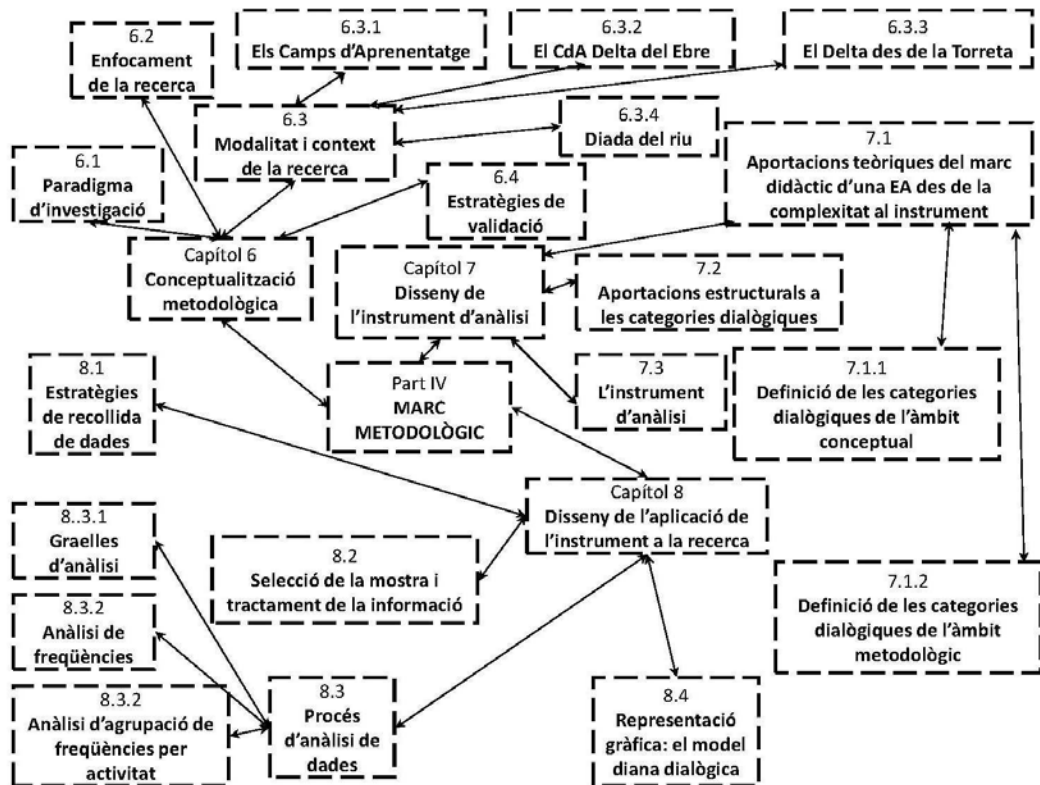 6.2
Enfocament
de la recerca
6.3.1
Els Camps d'Aprenentatge
6.3.2
El CdA Delta del Ebre
6.3.3
El Delta des de la Torreta
6.3
Modalitat i context
de la recerca
6.3.4
Diada del riu
7.1
Aportacions teòriques del marc
didàctic d'una EA des de la
complexitat al instrument
6.1
Paradigma
d'investigació
6.4
Estratègies de
validació
Capítol 6
Conceptualització
metodològica
Capítol 7
Disseny de
l'instrument d'anàlisi
7.2
Aportacions estructurals a
les categories dialògiques
8.1
Estratègies
de recollida
de dades
Part IV
MARC
METODOLÒGIC
7.3
L'instrument
d'anàlisi
7.1.1
Definició de les categories
dialògiques de l'àmbit
conceptual
Capítol 8
Disseny de l'aplicació de
l'instrument a la recerca
8..3.1
Graelles
d'anàlisi
8.2
Selecció de la mostra i
tractament de la informació
7.1.2
Definició de les categories
dialògiques de l'àmbit
metodològic
8.3.2
Anàlisi de
freqüències
8.3.2
Anàlisi d'agrupació de
freqüències per
activitat
8.3
Procés
d'anàlisi de
dades
8.4
Representació
gràfica: el model
diana dialògica